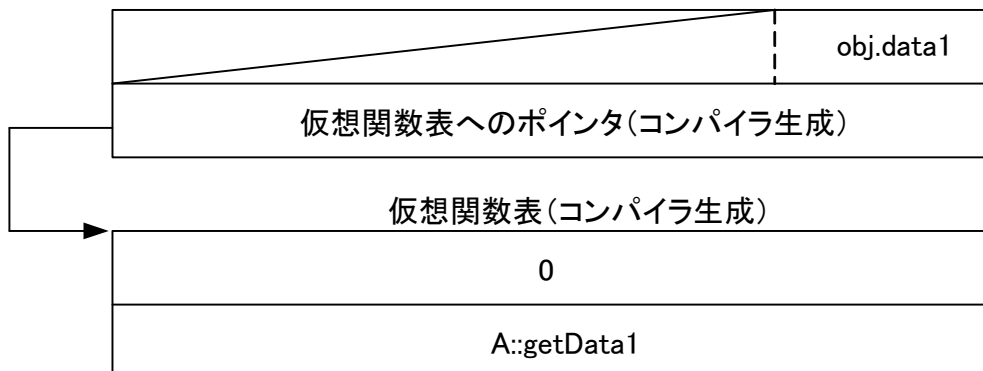 obj.data1
仮想関数表へのポインタ(コンパイラ生成)
仮想関数表(コンパイラ生成)
0
A::getData1